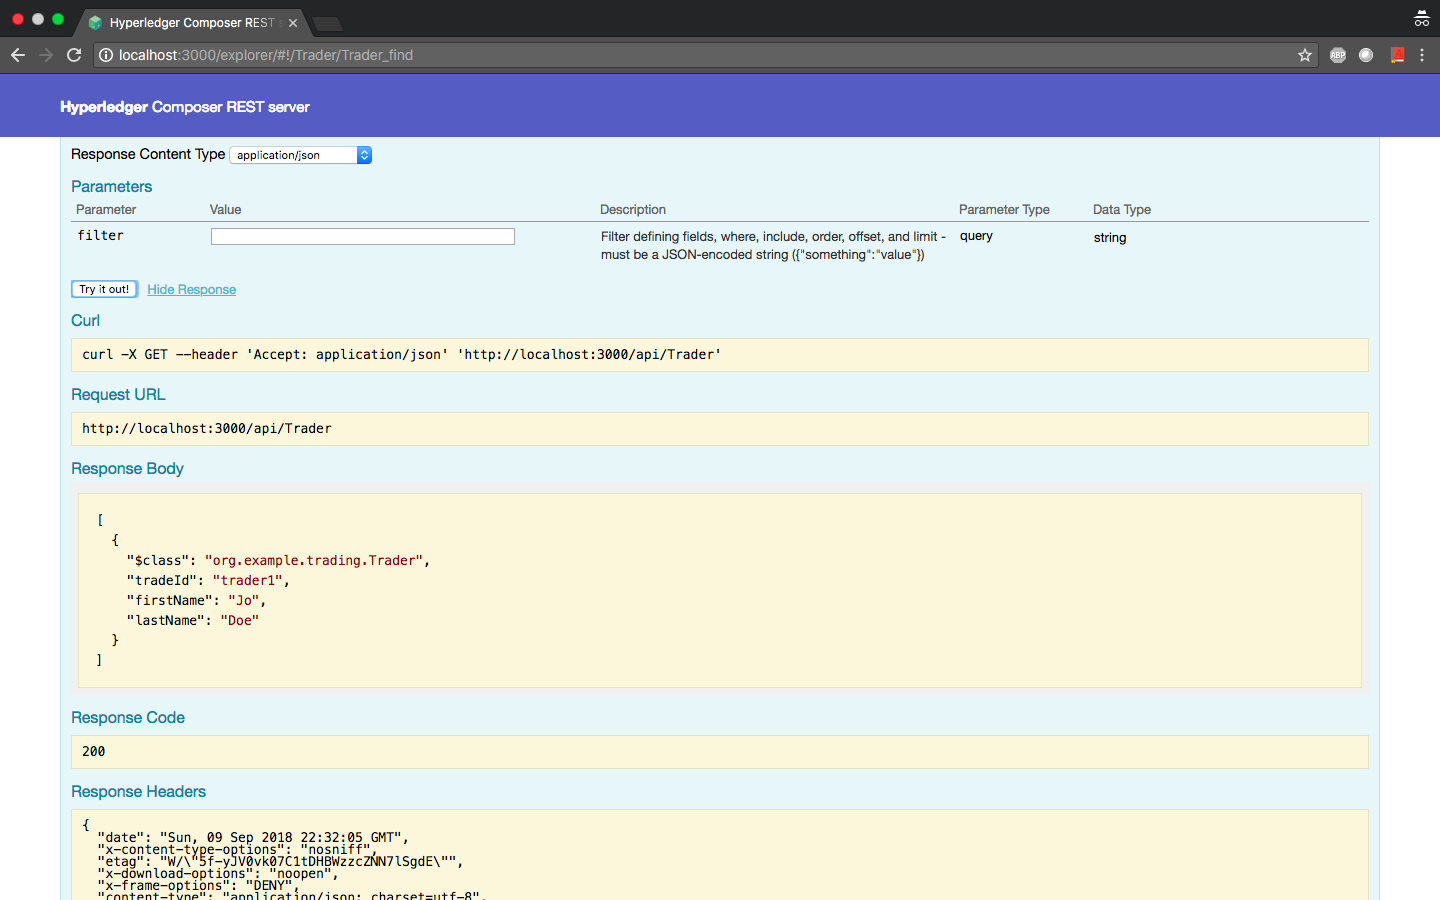 Hyperledger Composer REST s
localhost:3000/explorer/#!/Trader/Trader_find
ABP
Hyperledger Composer REST server
Response Content Type application/json
Parameters
Parameter Value Description Parameter Type Data Type
filter Filter defining fields, where, include, order, offset, and limit - query string
must be a JSON-encoded string ({"something":"value"})
Try it out! Hide Response
Curl
curl -X GET --header 'Accept: application/json' 'http://localhost:3000/api/Trader'
Request URL
http://localhost:3000/api/Trader
Response Body
[
{
"$class": "org.example.trading.Trader",
"tradeId": "trader1",
"firstName": "Jo",
"lastName": "Doe"
}
]
Response Code
200
Response Headers
{
"date": "Sun, 09 Sep 2018 22:32:05 GMT",
"x-content-type-options": "nosniff",
"etag": "W/\"5f-yJV0vk07C1tDHBWzzcZNN7lSgdE\"",
"x-download-options": "noopen",
"x-frame-options": "DENY",
"content-type": "application/json; charset=utf-8",